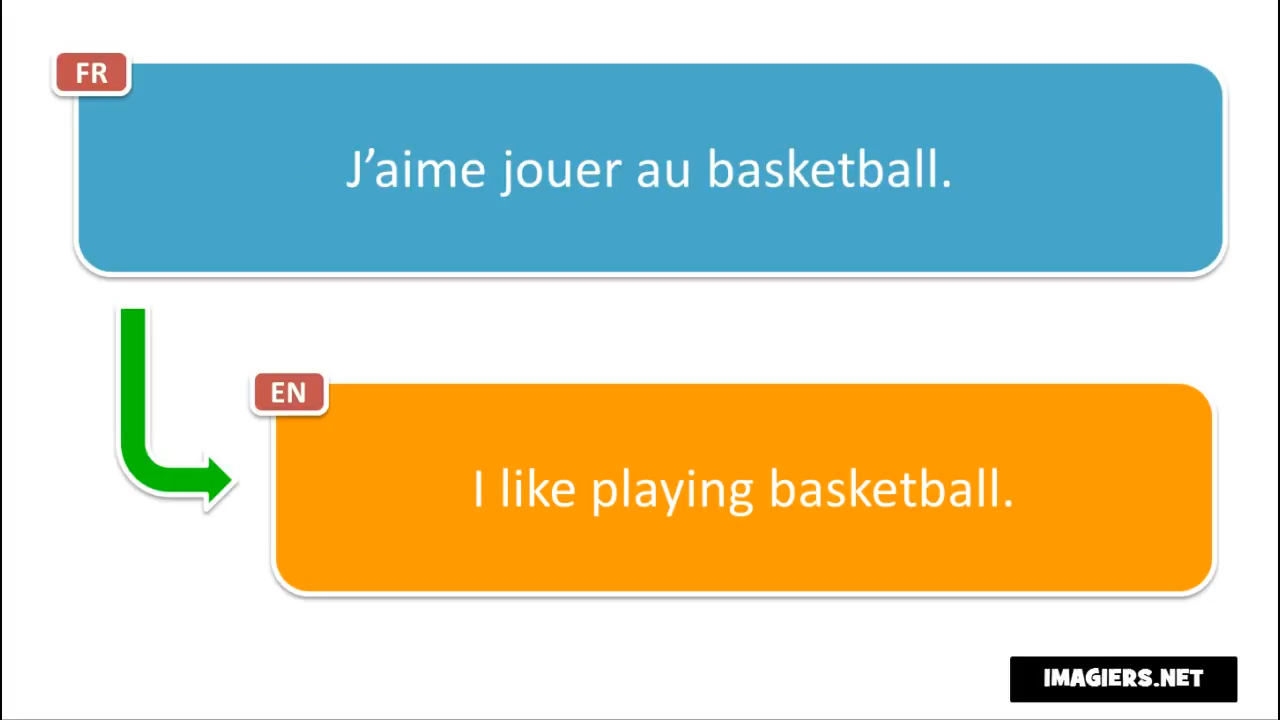 FR
J’aime jouer au basketball.
EN
I like playing basketball.
IMAGIERS.NET